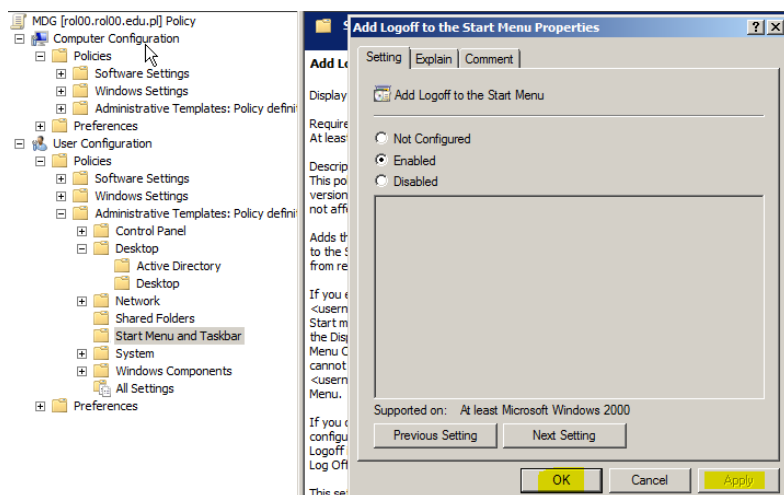 MDG [rol00.rol00.edu.pl] Policy
Computer Configuration
Policies
Software Settings
Windows Settings
Administrative Templates: Policy defini
Preferences
User Configuration
Policies
Software Settings
Windows Settings
Administrative Templates: Policy defini
Control Panel
Desktop
Active Directory
Desktop
Network
Shared Folders
Start Menu and Taskbar
System
Windows Components
All Settings
Preferences
Add Lo
Display
Require
At leas
Descrip
This po
version
not affe
Adds th
to the S
from re
If you e
<usern
Start m
the Disp
Menu C
cannot
<usern
Menu.
If you d
configu
Logoff
Log Off
This se
Add Logoff to the Start Menu Properties
Setting Explain Comment
Add Logoff to the Start Menu
Not Configured
Enabled
Disabled
Supported on: At least Microsoft Windows 2000
Previous Setting Next Setting
OK Cancel Apply